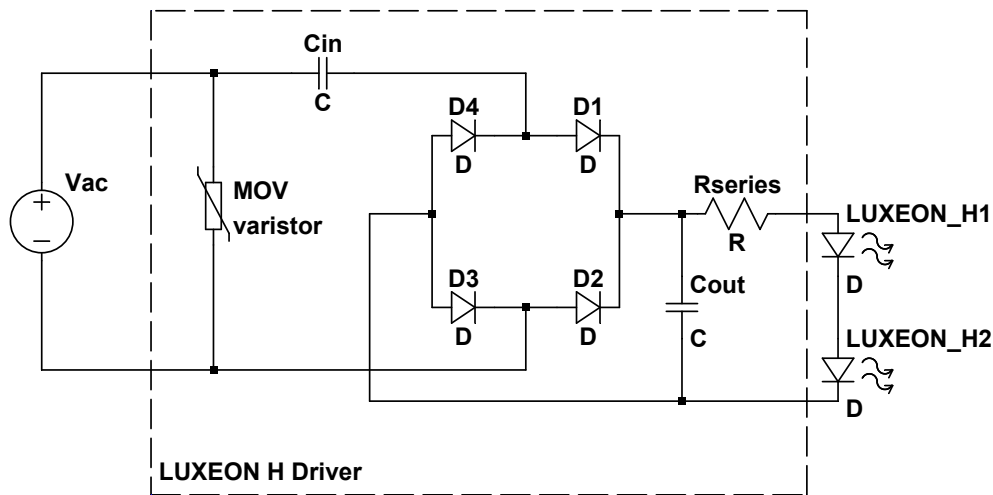 Cin
C
D4
D1
D
D
Vac
+
−
MOV
varistor
Rseries
R
LUXEON_H1
D
D3
D2
D
D
Cout
C
LUXEON_H2
D
LUXEON H Driver